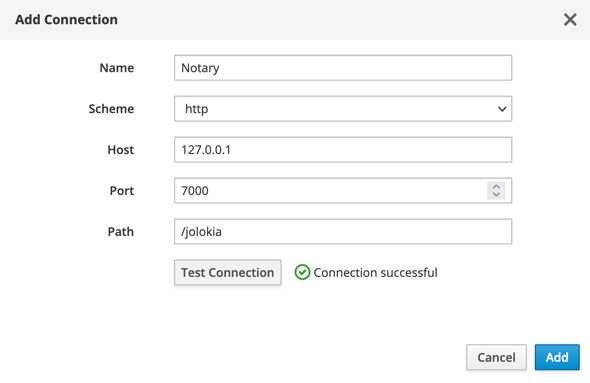 Add Connection
Name Notary
Scheme http
Host 127.0.0.1
Port 7000
Path /jolokia
Test Connection Connection successful
Cancel Add